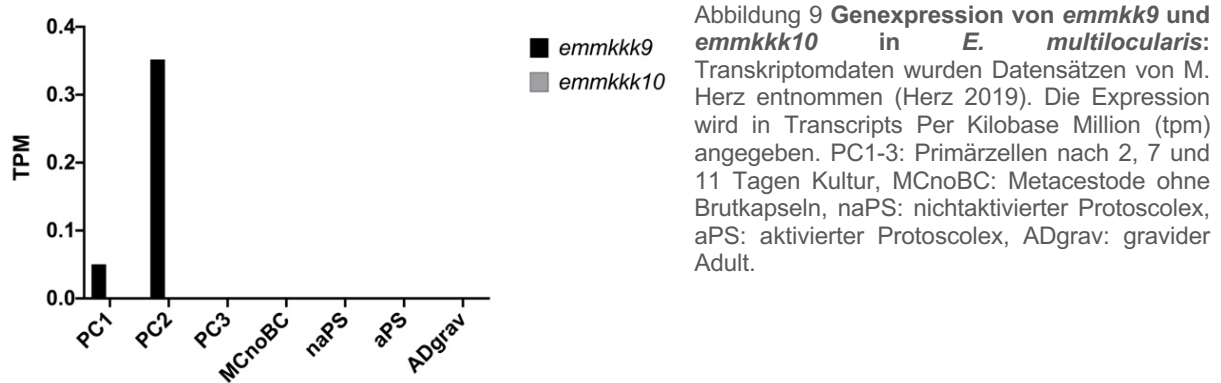 0.4
0.3
0.2
0.1
0.0
TPM
PC1
PC2
PC3
MCnoBC
naPS
aPS
ADgrav
emmkkk9
emmkkk10
Abbildung 9 Genexpression von emmkk9 und
emmkkk10 in E. multilocularis:
Transkriptomdaten wurden Datensätzen von M.
Herz entnommen (Herz 2019). Die Expression
wird in Transcripts Per Kilobase Million (tpm)
angegeben. PC1-3: Primärzellen nach 2, 7 und
11 Tagen Kultur, MCnoBC: Metacestode ohne
Brutkapseln, naPS: nichtaktivierter Protoscolex,
aPS: aktivierter Protoscolex, ADgrav: gravider
Adult.